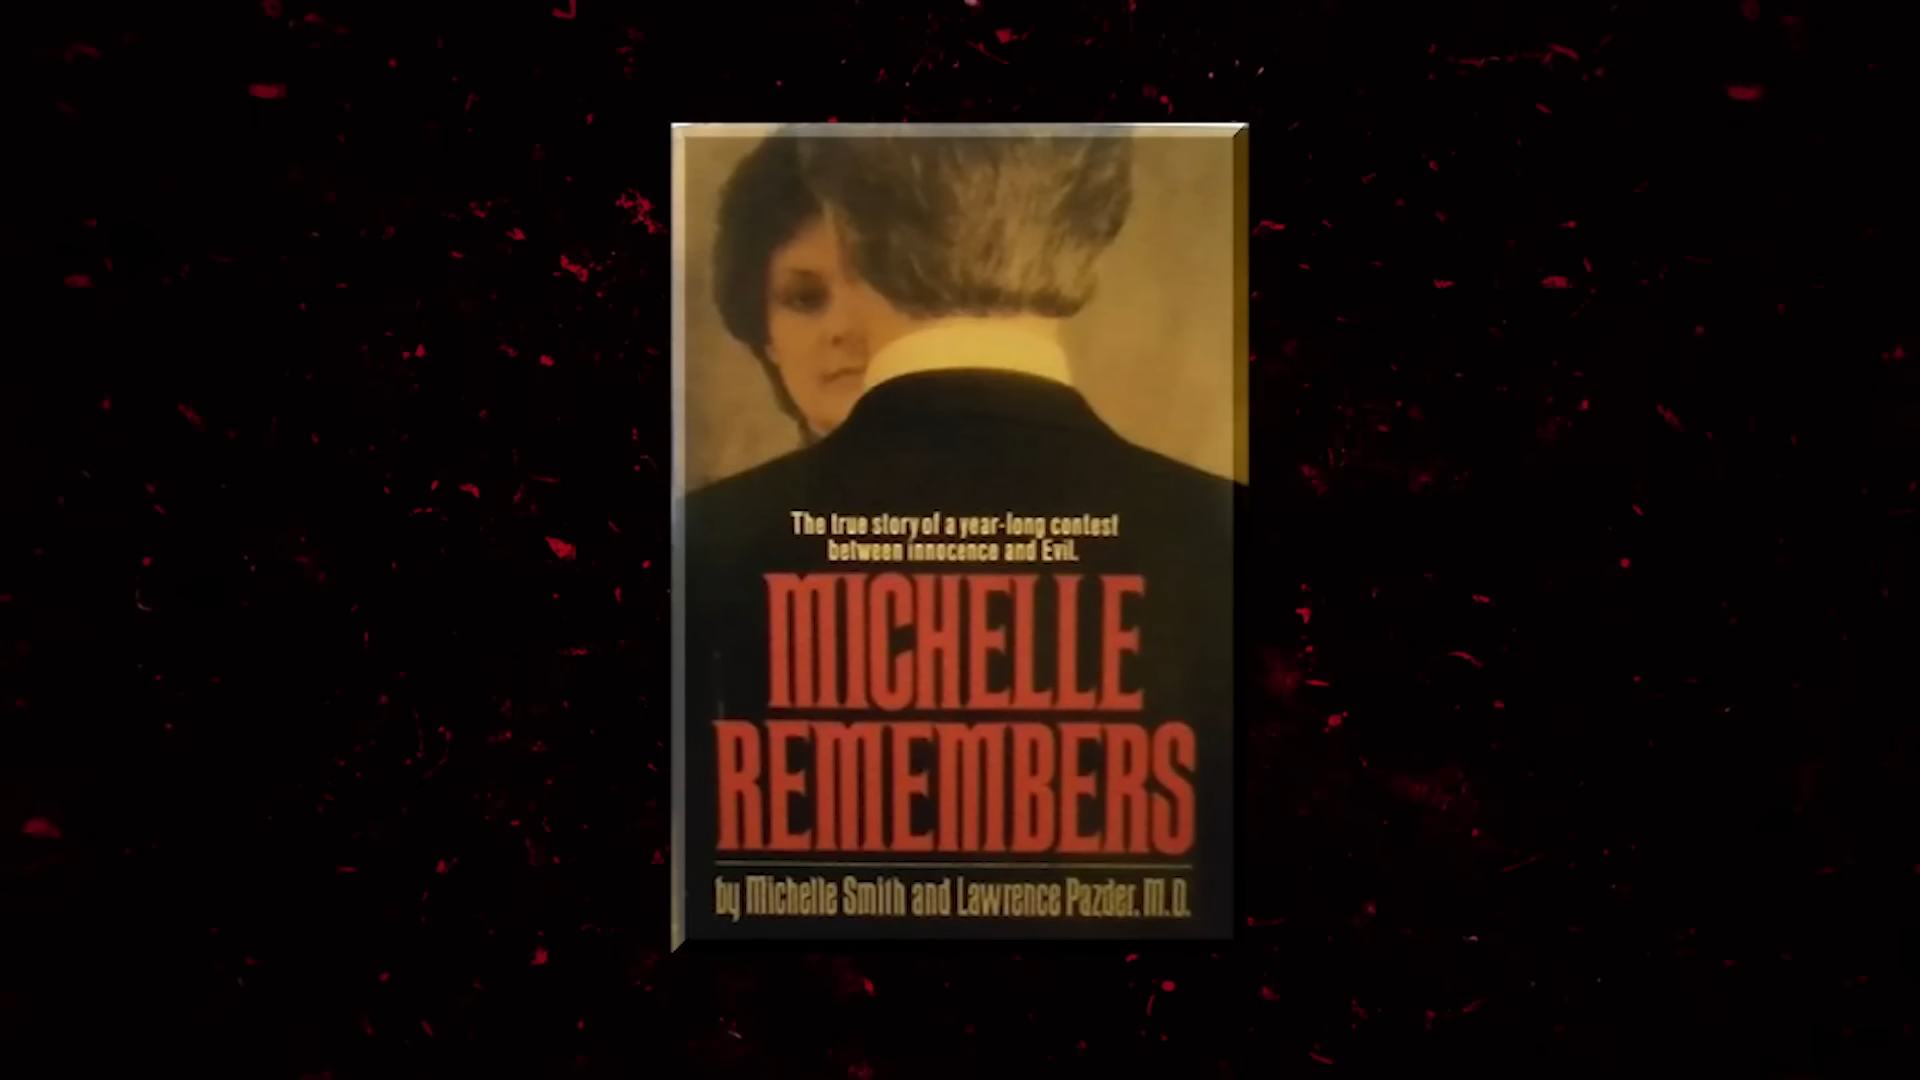 The true story of a year-long contest
between innocence and Evil.
MICHELLE
REMEMBERS
by Michelle Smith and Lawrence Pazder, M.D.